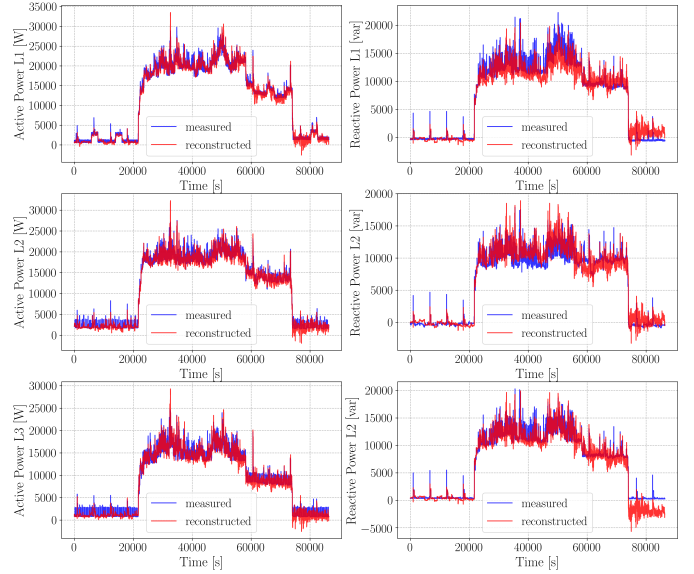 35000
30000
25000
20000
15000
10000
5000
0
Active Power L1 [W]
measured
reconstructed
0
20000
40000
60000
80000
Time [s]
20000
15000
10000
5000
0
Reactive Power L1 [var]
measured
reconstructed
0
20000
40000
60000
80000
Time [s]
30000
25000
20000
15000
10000
5000
0
Active Power L2 [W]
measured
reconstructed
0
20000
40000
60000
80000
Time [s]
20000
15000
10000
5000
0
Reactive Power L2 [var]
measured
reconstructed
0
20000
40000
60000
80000
Time [s]
30000
25000
20000
15000
10000
5000
0
Active Power L3 [W]
measured
reconstructed
0
20000
40000
60000
80000
Time [s]
20000
15000
10000
5000
0
−5000
Reactive Power L2 [var]
measured
reconstructed
0
20000
40000
60000
80000
Time [s]